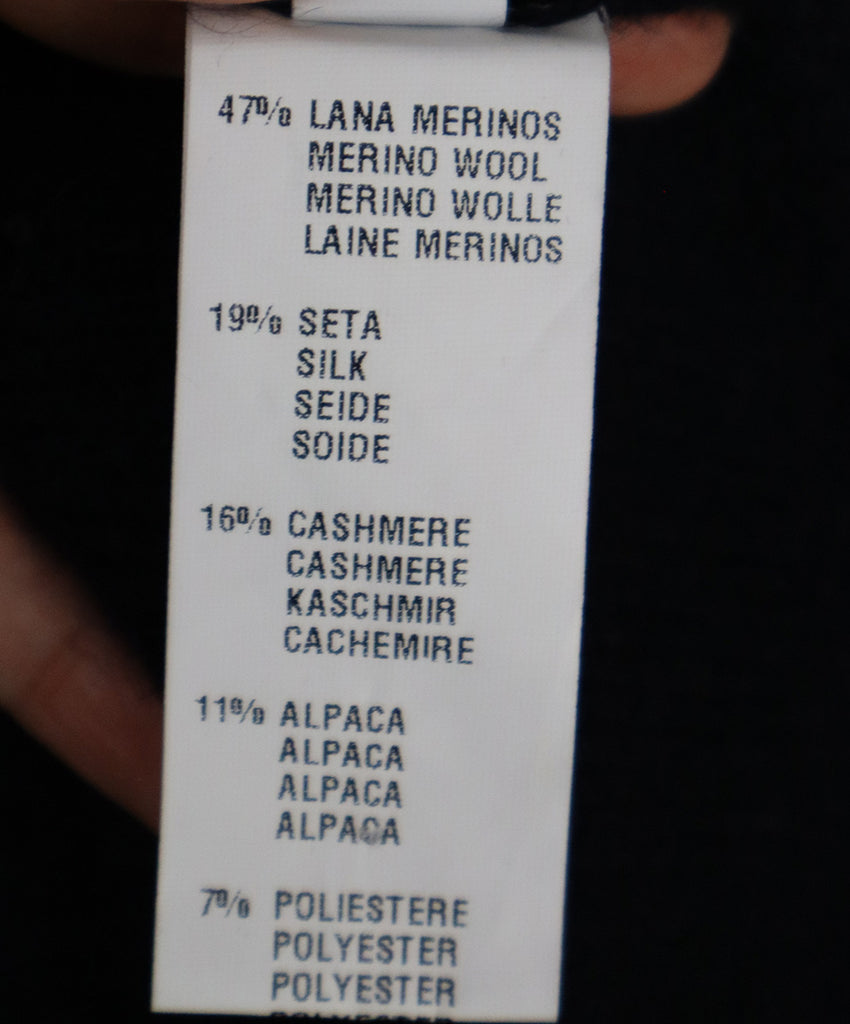 47% LANA MERINOS
MERINO WOOL
MERINO WOLLE
LAINE MERINOS
19% SETA
SILK
SEIDE
SOIDE
16% CASHMERE
CASHMERE
KASCHMIR
CACHEMIRE
11% ALPACA
ALPACA
ALPACA
ALPACA
7% POLIESTERE
POLYESTER
POLYESTER